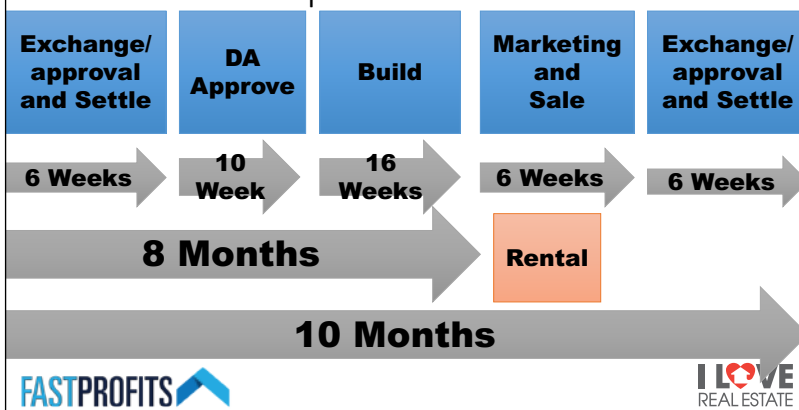 Exchange/
approval
and Settle
DA
Approve
Build
Marketing
and
Sale
Exchange/
approval
and Settle
6 Weeks
10
Week
16
Weeks
6 Weeks
6 Weeks
8 Months
Rental
10 Months
FASTPROFITS
I LOVE
REAL ESTATE